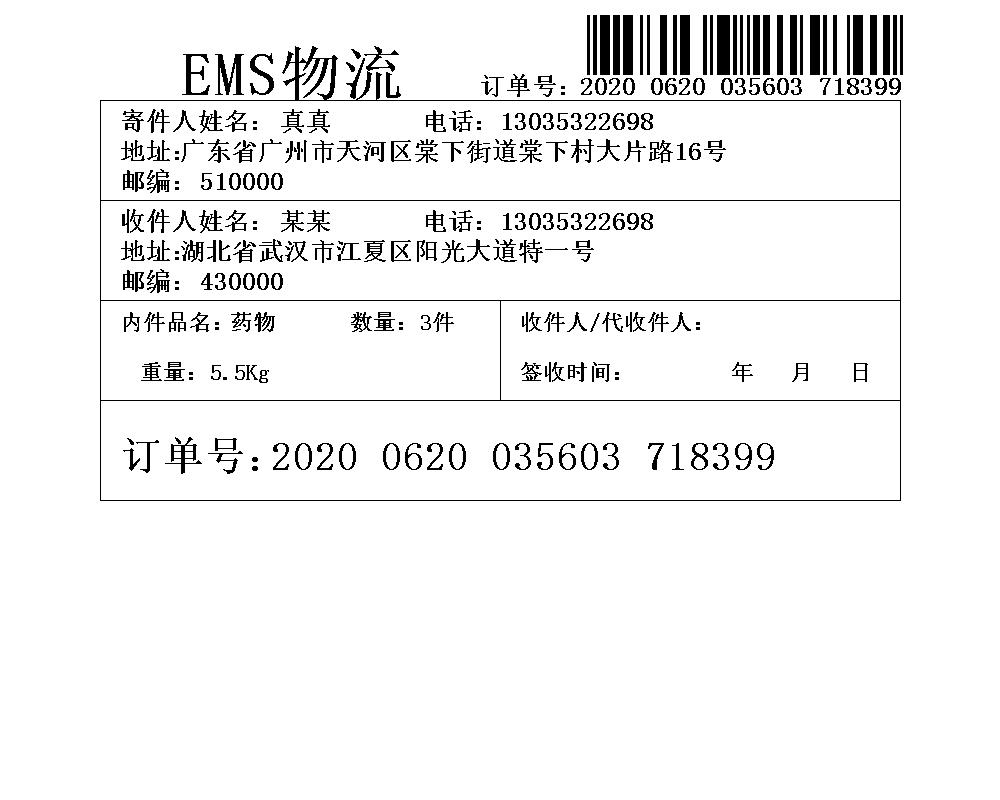 EMS物流
订单号：2020 0620 035603 718399
寄件人姓名： 真真 电话：13035322698
地址:广东省广州市天河区棠下街道棠下村大片路16号
邮编：510000
收件人姓名： 某某 电话：13035322698
地址:湖北省武汉市江夏区阳光大道特一号
邮编：430000
内件品名：药物 数量：3件
收件人/代收件人：
重量：5.5Kg
签收时间： 年 月 日
订单号:2020 0620 035603 718399